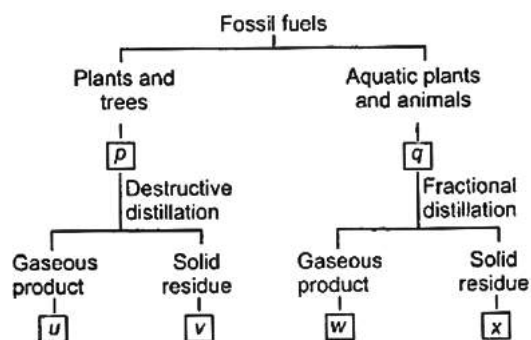 Fossil fuels
Plants and
trees
Aquatic plants
and animals
p
q
Destructive
distillation
Fractional
distillation
Gaseous
product
Solid
residue
Gaseous
product
Solid
residue
u
v
w
x